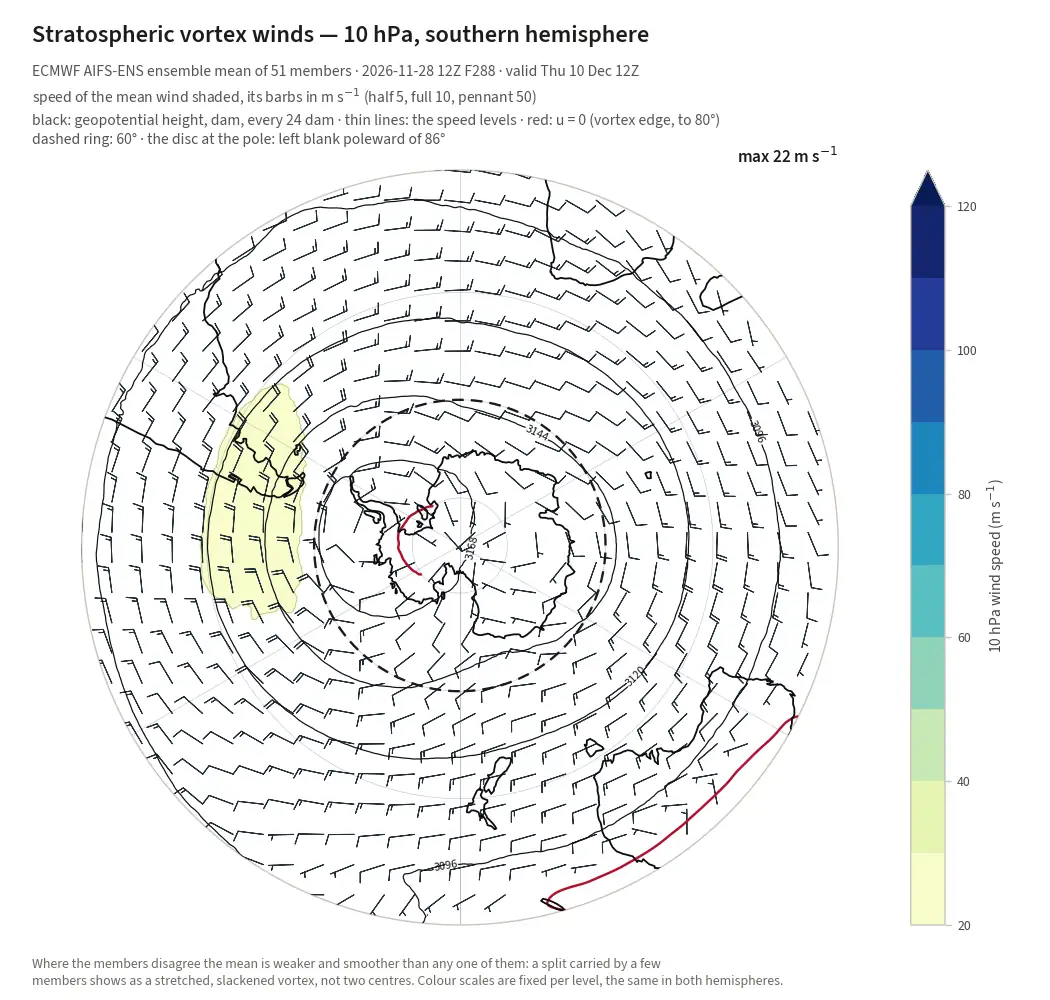 Stratospheric vortex winds — 10 hPa, southern hemisphere
ECMWF AIFS-ENS ensemble mean of 51 members · 2026-11-28 12Z F288 · valid Thu 10 Dec 12Z
speed of the mean wind shaded, its barbs in m s⁻¹ (half 5, full 10, pennant 50)
black: geopotential height, dam, every 24 dam · thin lines: the speed levels · red: u = 0 (vortex edge, to 80°)
dashed ring: 60° · the disc at the pole: left blank poleward of 86°
max 22 m s⁻¹
120
100
80
60
40
20
10 hPa wind speed (m s⁻¹)
3144
3096
3168
3120
3096
Where the members disagree the mean is weaker and smoother than any one of them: a split carried by a few
members shows as a stretched, slackened vortex, not two centres. Colour scales are fixed per level, the same in both hemispheres.